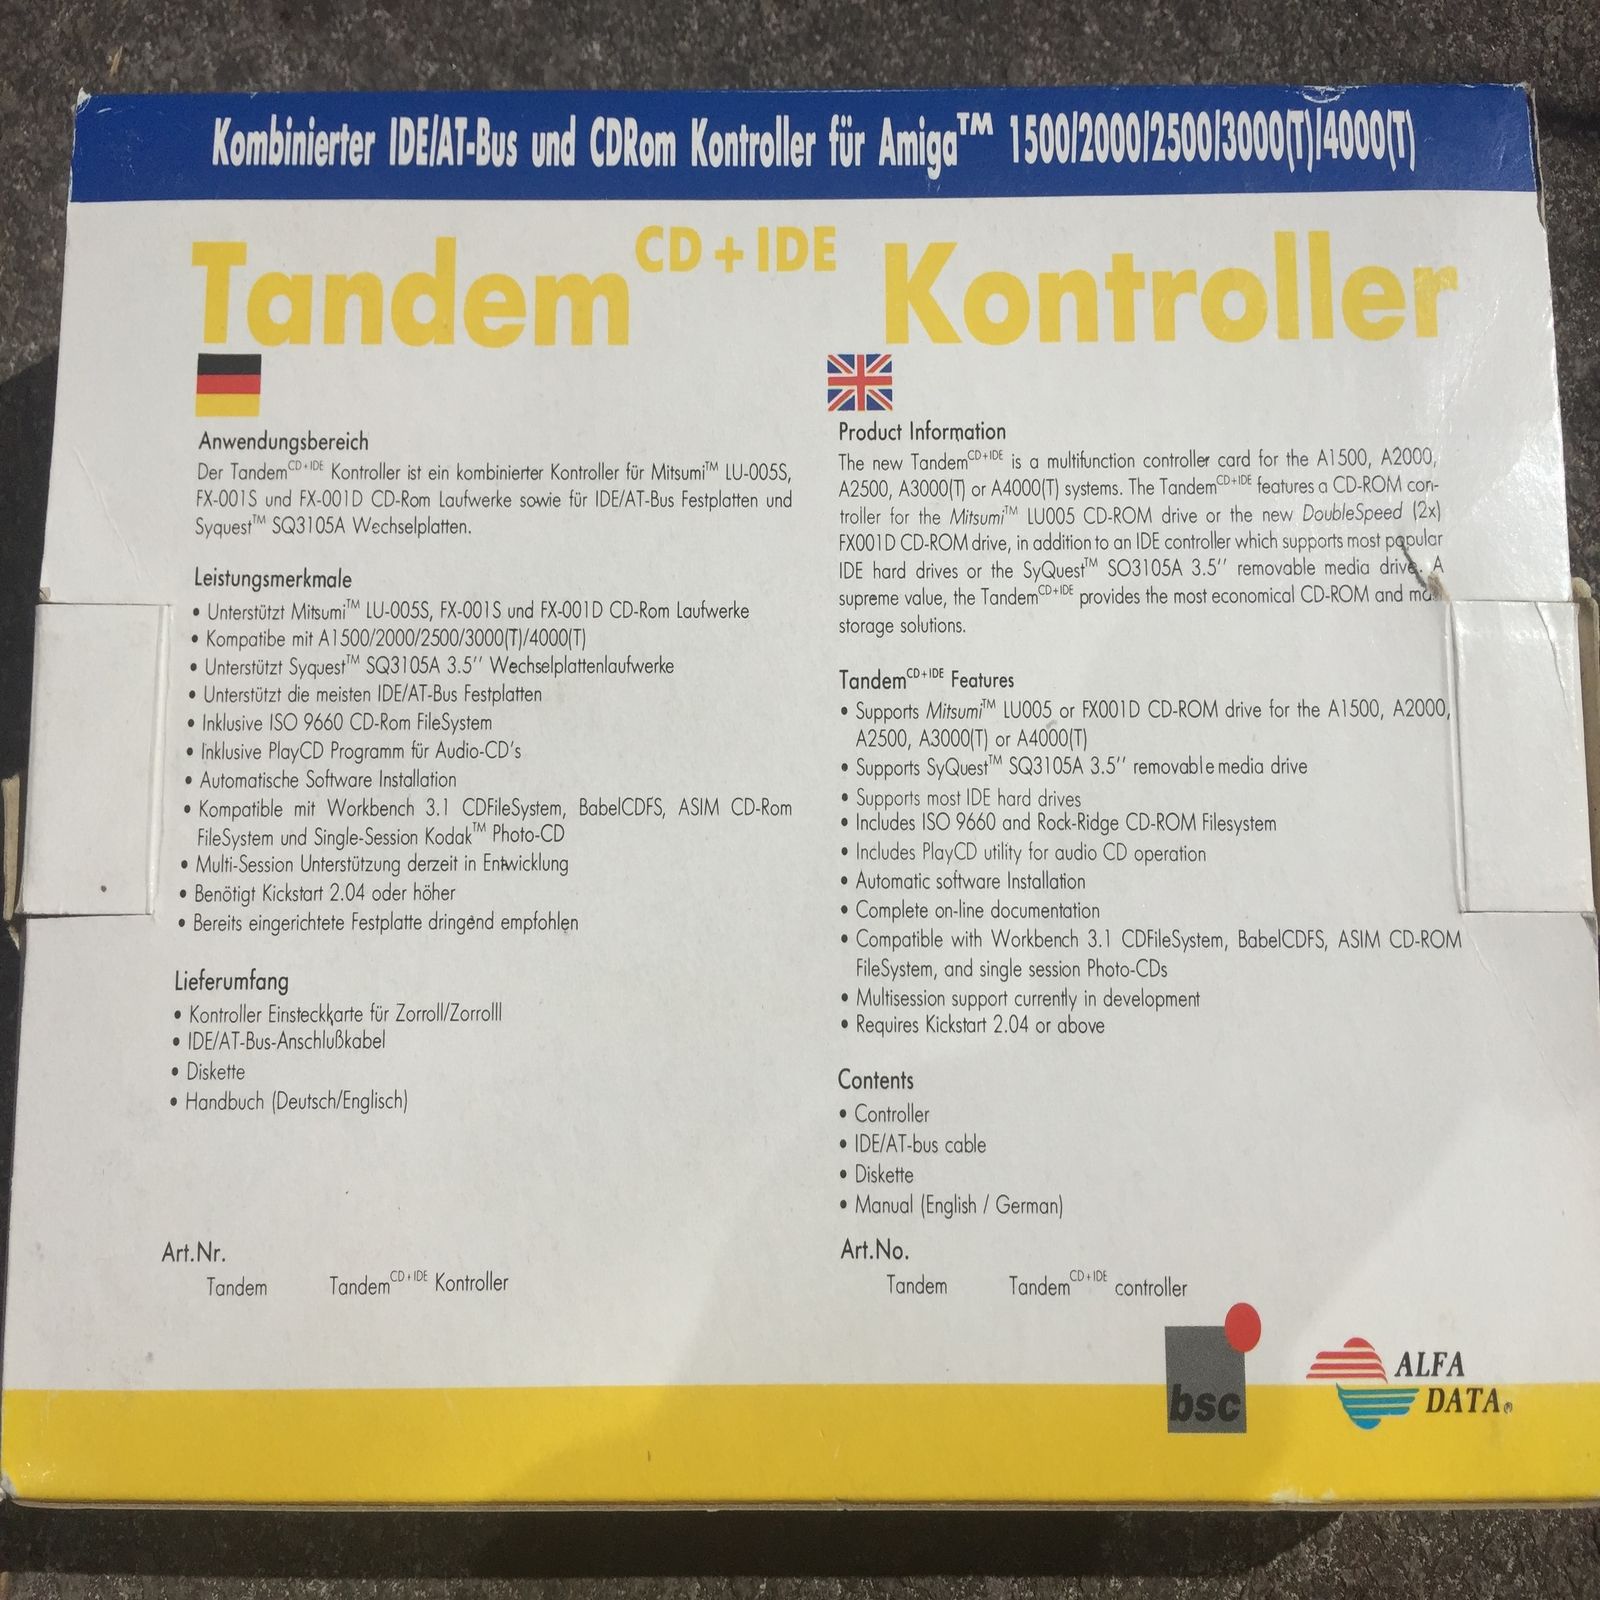 Kombinierter IDE/AT-Bus und CDRom Kontroller für Amiga™ 1500/2000/2500/3000(T)/4000(T)
Tandem CD+IDE Kontroller
Anwendungsbereich
Der Tandem CD+IDE Kontroller ist ein kombinierter Kontroller für Mitsumi™ LU-005S,
FX-001S und FX-001D CD-Rom Laufwerke sowie für IDE/AT-Bus Festplatten und
Syquest™ SQ3105A Wechselplatten.
Leistungsmerkmale
• Unterstützt Mitsumi™ LU-005S, FX-001S und FX-001D CD-Rom Laufwerke
• Kompatibe mit A1500/2000/2500/3000(T)/4000(T)
• Unterstützt Syquest™ SQ3105A 3.5'' Wechselplattenlaufwerke
• Unterstützt die meisten IDE/AT-Bus Festplatten
• Inklusive ISO 9660 CD-Rom FileSystem
• Inklusive PlayCD Programm für Audio-CD's
• Automatische Software Installation
• Kompatible mit Workbench 3.1 CDFileSystem, BabelCDFS, ASIM CD-Rom
FileSystem und Single-Session Kodak™ Photo-CD
• Multi-Session Unterstützung derzeit in Entwicklung
• Benötigt Kickstart 2.04 oder höher
• Bereits eingerichtete Festplatte dringend empfohlen
Lieferumfang
• Kontroller Einsteckkarte für ZorroII/ZorroIII
• IDE/AT-Bus-Anschlußkabel
• Diskette
• Handbuch (Deutsch/Englisch)
Art.Nr.
Tandem Tandem CD+IDE Kontroller
Product Information
The new Tandem CD+IDE is a multifunction controller card for the A1500, A2000,
A2500, A3000(T) or A4000(T) systems. The Tandem CD+IDE features a CD-ROM con-
troller for the Mitsumi™ LU005 CD-ROM drive or the new DoubleSpeed (2x)
FX001D CD-ROM drive, in addition to an IDE controller which supports most popular
IDE hard drives or the SyQuest™ SO3105A 3.5'' removable media drive. A
supreme value, the Tandem CD+IDE provides the most economical CD-ROM and
storage solutions.
Tandem CD+IDE Features
• Supports Mitsumi™ LU005 or FX001D CD-ROM drive for the A1500, A2000,
A2500, A3000(T) or A4000(T)
• Supports SyQuest™ SQ3105A 3.5'' removable media drive
• Supports most IDE hard drives
• Includes ISO 9660 and Rock-Ridge CD-ROM Filesystem
• Includes PlayCD utility for audio CD operation
• Automatic software Installation
• Complete on-line documentation
• Compatible with Workbench 3.1 CDFileSystem, BabelCDFS, ASIM CD-ROM
FileSystem, and single session Photo-CDs
• Multisession support currently in development
• Requires Kickstart 2.04 or above
Contents
• Controller
• IDE/AT-bus cable
• Diskette
• Manual (English / German)
Art.No.
Tandem Tandem CD+IDE controller
bsc
ALFA
DATA®